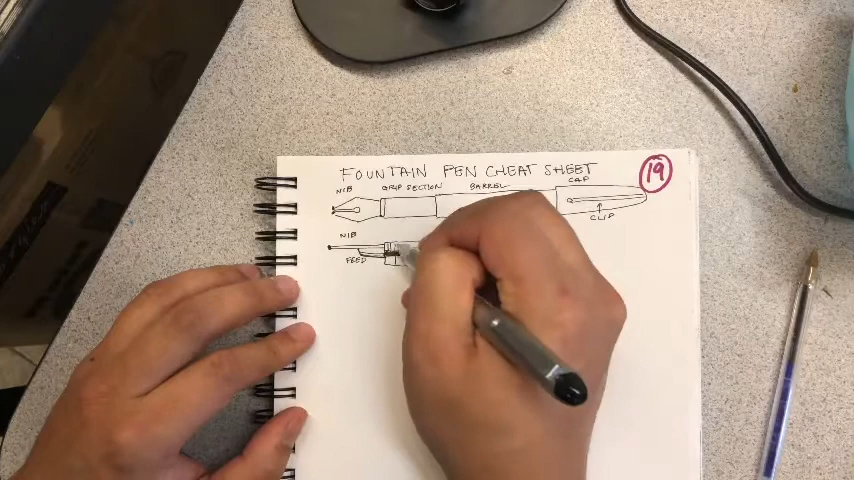 FOUNTAIN PEN CHEAT SHEET
19
NIB GRIP SECTION BARREL CAP
CLIP
NIB
FEED